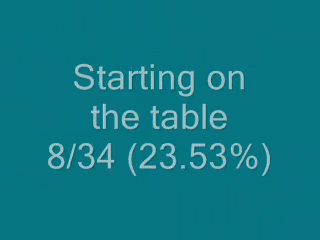 Starting on
the table
8/34 (23.53%)